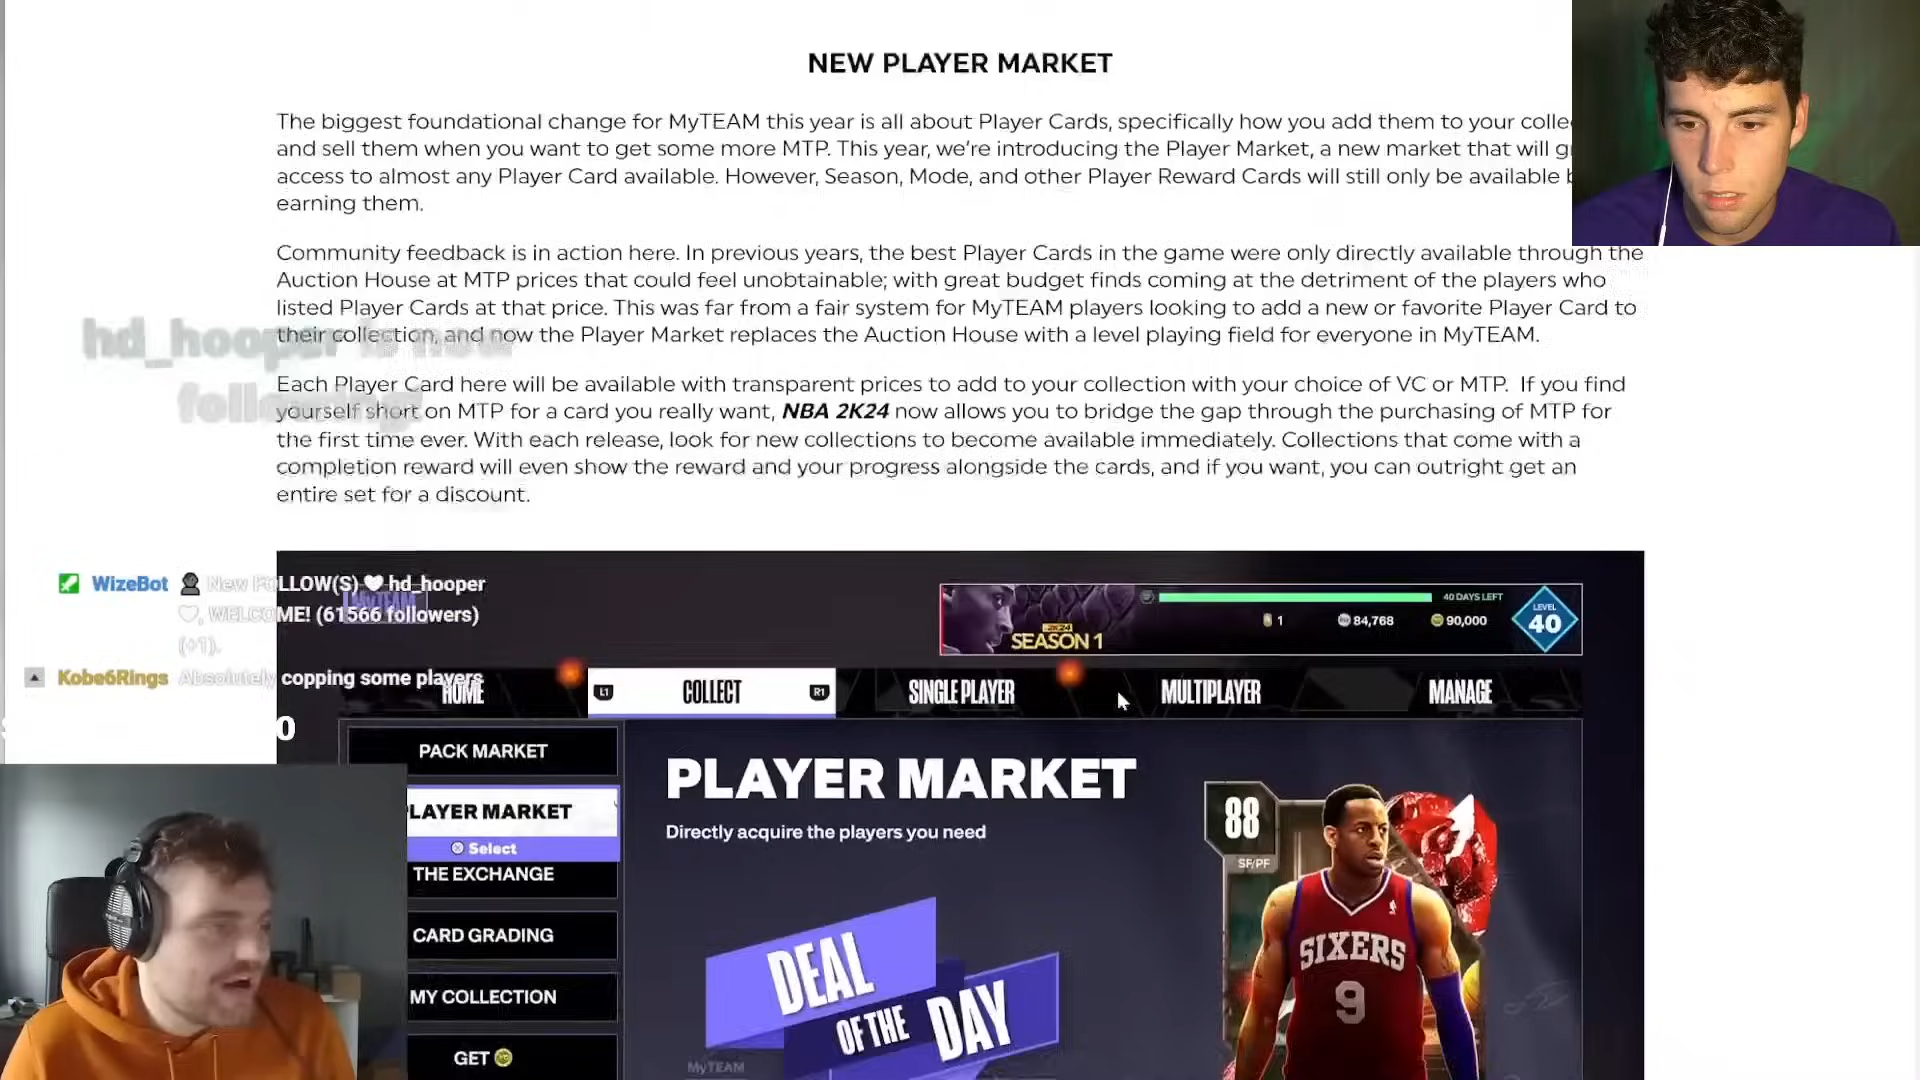 NEW PLAYER MARKET
The biggest foundational change for MyTEAM this year is all about Player Cards, specifically how you add them to your colle
and sell them when you want to get some more MTP. This year, we're introducing the Player Market, a new market that will g
access to almost any Player Card available. However, Season, Mode, and other Player Reward Cards will still only be available
earning them.
Community feedback is in action here. In previous years, the best Player Cards in the game were only directly available through the
Auction House at MTP prices that could feel unobtainable; with great budget finds coming at the detriment of the players who
listed Player Cards at that price. This was far from a fair system for MyTEAM players looking to add a new or favorite Player Card to
their collection, and now the Player Market replaces the Auction House with a level playing field for everyone in MyTEAM.
hd_hooper is now
following!
Each Player Card here will be available with transparent prices to add to your collection with your choice of VC or MTP. If you find
yourself short on MTP for a card you really want, NBA 2K24 now allows you to bridge the gap through the purchasing of MTP for
the first time ever. With each release, look for new collections to become available immediately. Collections that come with a
completion reward will even show the reward and your progress alongside the cards, and if you want, you can outright get an
entire set for a discount.
WizeBot New FOLLOW(S) hd_hooper
, WELCOME! (61566 followers)
(+1).
Kobe6Rings Absolutely copping some players
0
MyTEAM
2K24
SEASON 1
40 DAYS LEFT
1 84,768 90,000
LEVEL
40
HOME
L1 COLLECT R1
SINGLE PLAYER
MULTIPLAYER
MANAGE
PACK MARKET
PLAYER MARKET
Select
THE EXCHANGE
CARD GRADING
MY COLLECTION
GET
PLAYER MARKET
Directly acquire the players you need
DEAL
OF THE DAY
MyTEAM
88
SF/PF
SIXERS
9